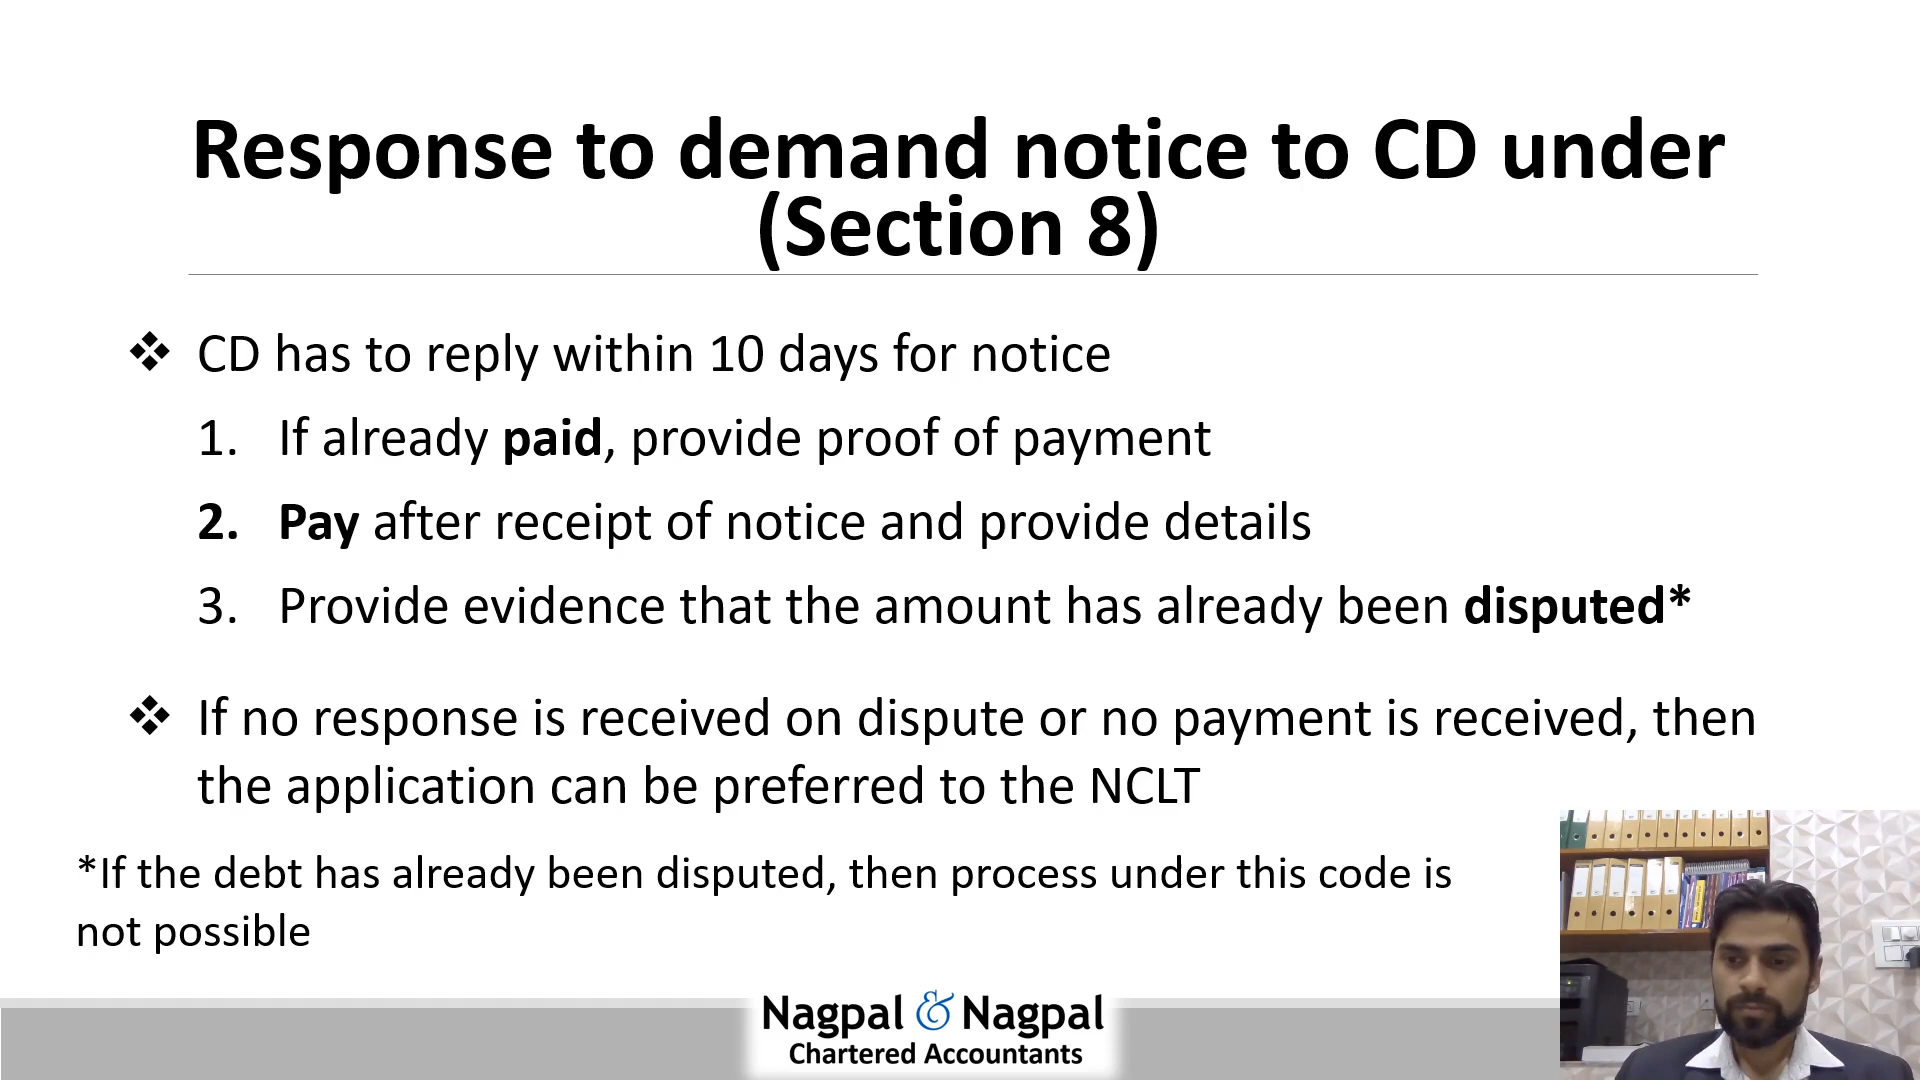 Response to demand notice to CD under
(Section 8)
❖ CD has to reply within 10 days for notice
1. If already paid, provide proof of payment
2. Pay after receipt of notice and provide details
3. Provide evidence that the amount has already been disputed*
❖ If no response is received on dispute or no payment is received, then
the application can be preferred to the NCLT
*If the debt has already been disputed, then process under this code is
not possible
Nagpal & Nagpal
Chartered Accountants